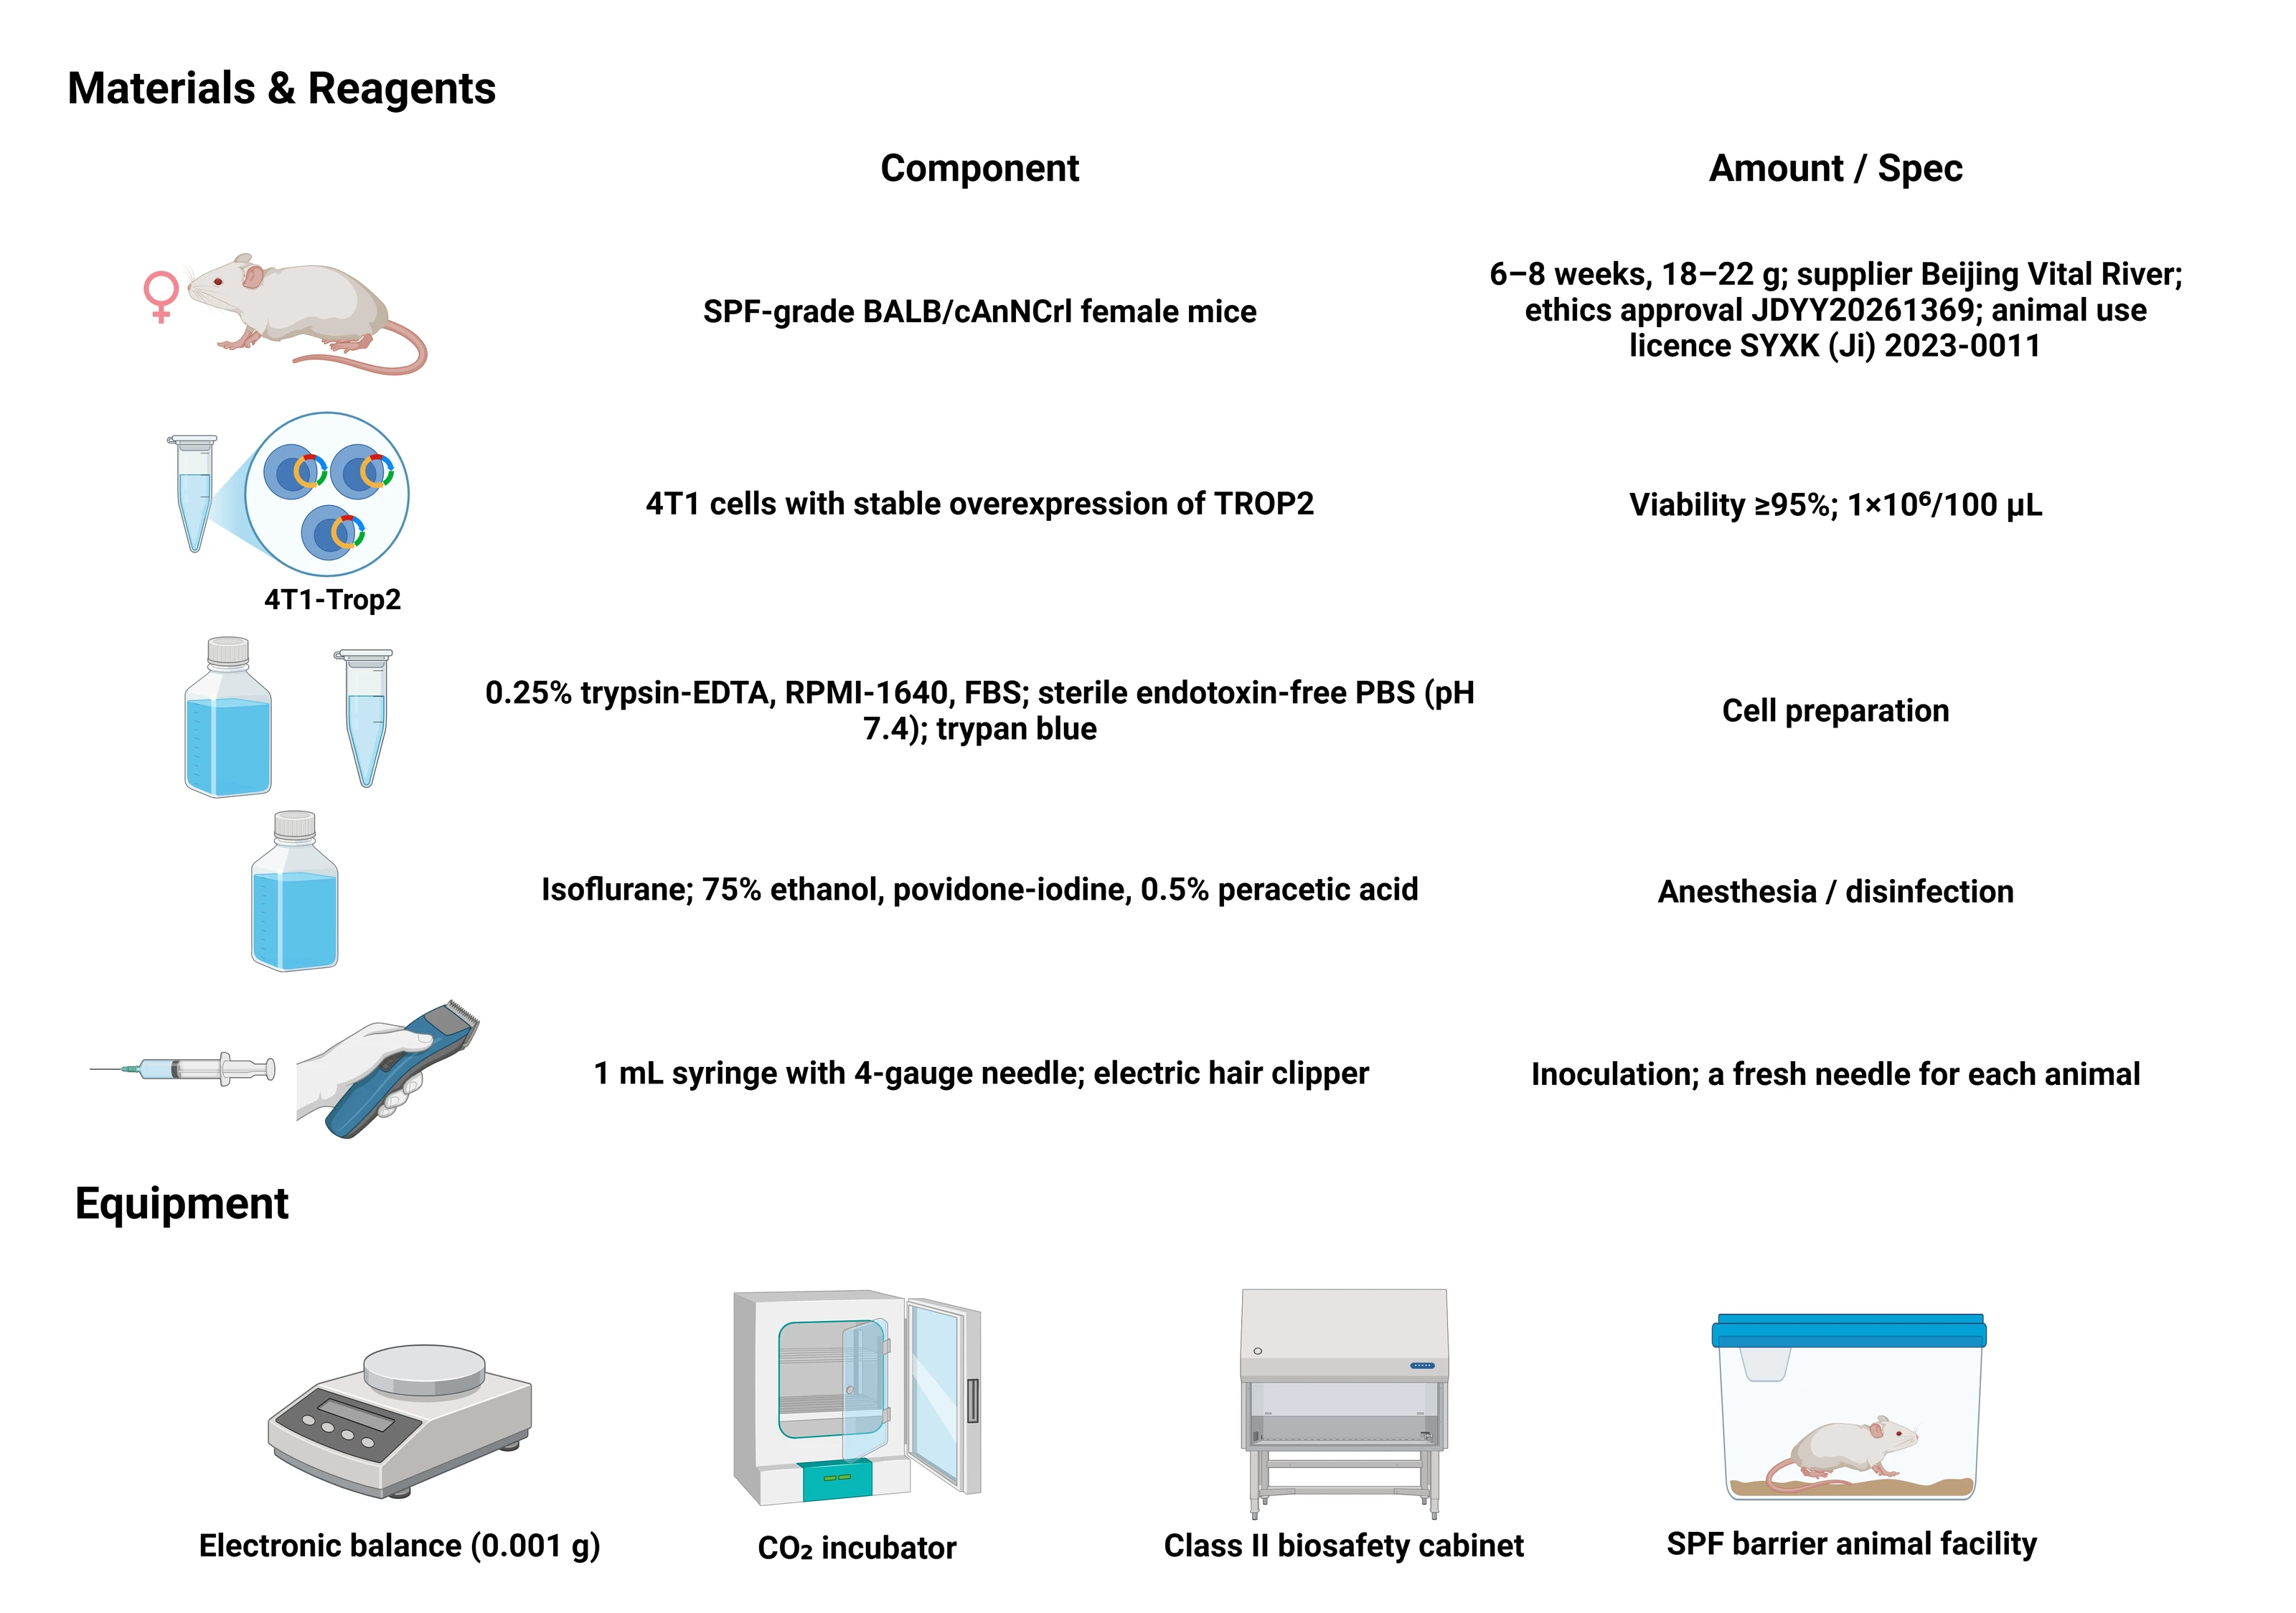 Materials & Reagents
Component
Amount / Spec
SPF-grade BALB/cAnNCrl female mice
6–8 weeks, 18–22 g; supplier Beijing Vital River;
ethics approval JDYY20261369; animal use
licence SYXK (Ji) 2023-0011
4T1 cells with stable overexpression of TROP2
Viability ≥95%; 1×10⁶/100 µL
4T1-Trop2
0.25% trypsin-EDTA, RPMI-1640, FBS; sterile endotoxin-free PBS (pH
7.4); trypan blue
Cell preparation
Isoflurane; 75% ethanol, povidone-iodine, 0.5% peracetic acid
Anesthesia / disinfection
1 mL syringe with 4-gauge needle; electric hair clipper
Inoculation; a fresh needle for each animal
Equipment
Electronic balance (0.001 g)
CO₂ incubator
Class II biosafety cabinet
SPF barrier animal facility